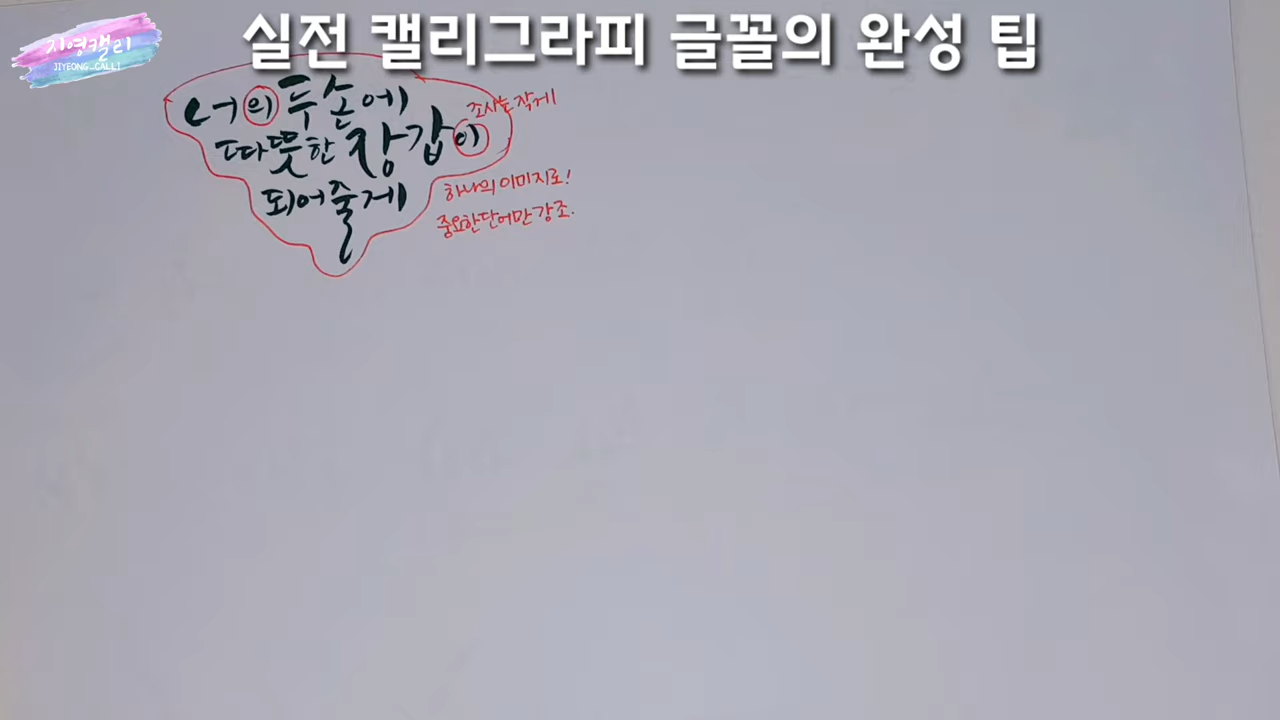 실전 캘리그라피 글꼴의 완성 팁
지영캘리
JIYEONG_CALLI
너의 두 손에
따뜻한 장갑이
되어줄게
조사는 작게
하나의 이미지로!
중요한 단어만 강조.